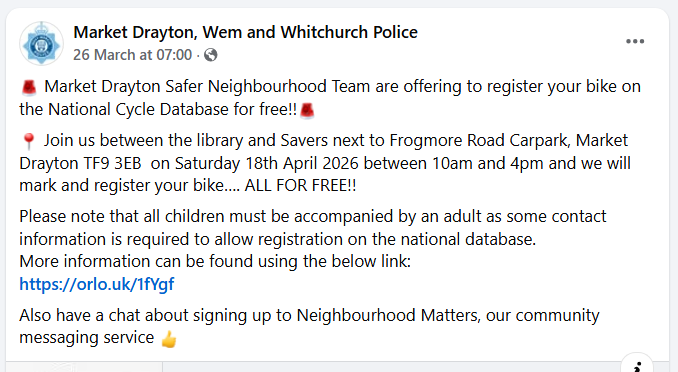 Market Drayton, Wem and Whitchurch Police
26 March at 07:00 ·
Market Drayton Safer Neighbourhood Team are offering to register your bike on
the National Cycle Database for free!!
📍 Join us between the library and Savers next to Frogmore Road Carpark, Market
Drayton TF9 3EB  on Saturday 18th April 2026 between 10am and 4pm and we will
mark and register your bike.... ALL FOR FREE!!
Please note that all children must be accompanied by an adult as some contact
information is required to allow registration on the national database.
More information can be found using the below link:
https://orlo.uk/1fYgf
Also have a chat about signing up to Neighbourhood Matters, our community
messaging service 👍